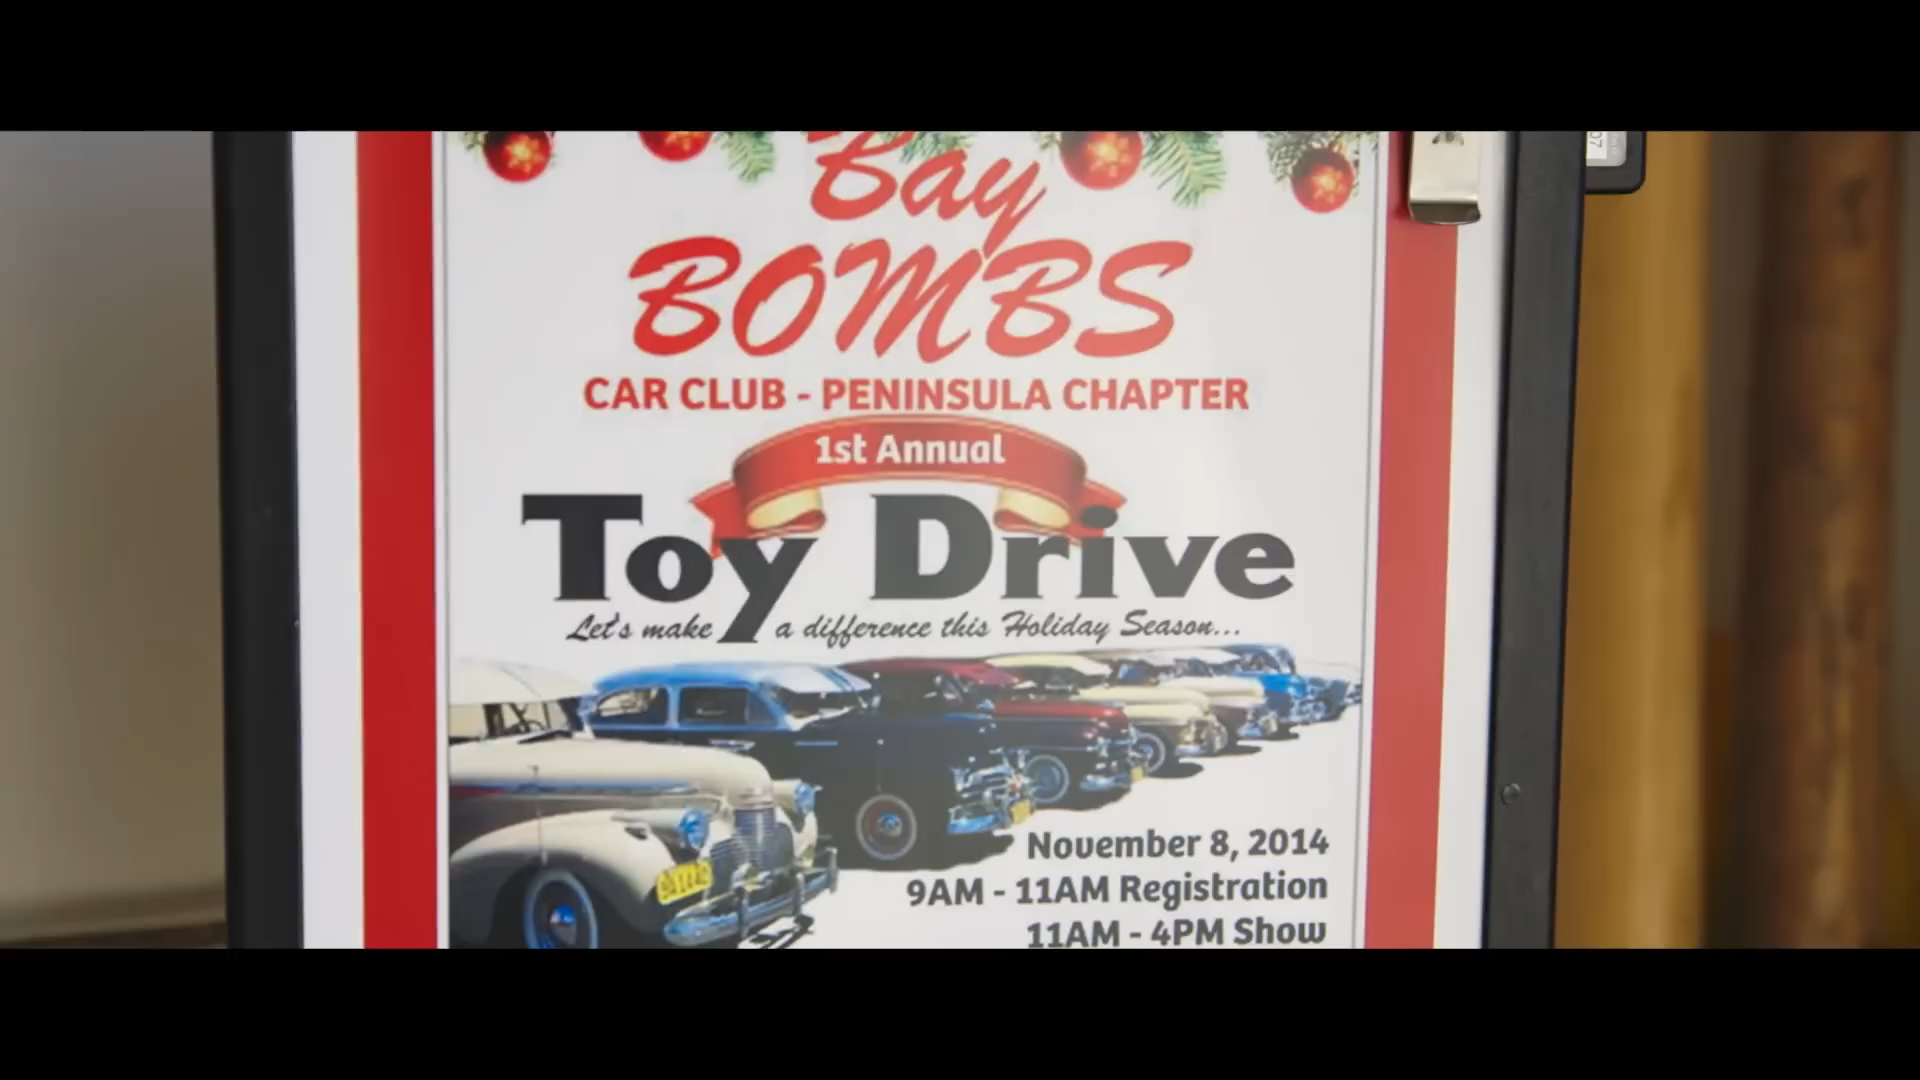 Bay
BOMBS
CAR CLUB - PENINSULA CHAPTER
1st Annual
Toy Drive
Let's make a difference this Holiday Season...
November 8, 2014
9AM - 11AM Registration
11AM - 4PM Show